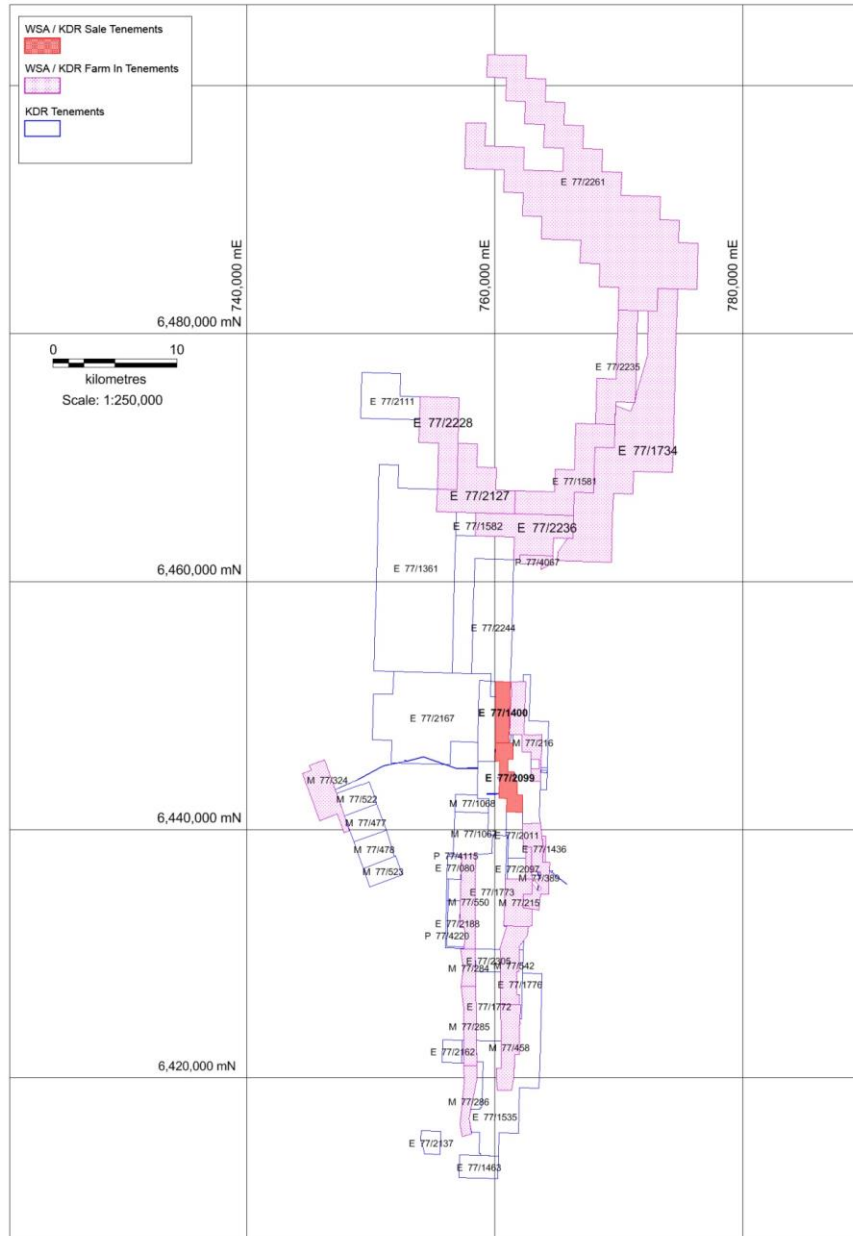 WSA / KDR Sale Tenements
WSA / KDR Farm In Tenements
KDR Tenements
740,000 mE
760,000 mE
780,000 mE
E 77/2261
6,480,000 mN
0 10
kilometres
Scale: 1:250,000
E 77/2235
E 77/2111
E 77/2228
E 77/1734
E 77/1581
E 77/2127
E 77/1582
E 77/2236
P 77/4067
6,460,000 mN
E 77/1361
E 77/2244
E 77/1400
E 77/2167
M 77/216
M 77/324
E 77/2099
M 77/522
M 77/1068
M 77/477
6,440,000 mN
M 77/1067
E 77/2011
M 77/478
E 77/1436
P 77/4115
M 77/523
E 77/080
E 77/2097
M 77/389
E 77/1773
M 77/550
M 77/215
E 77/2188
P 77/4220
E 77/2305
M 77/284
M 77/542
E 77/1776
E 77/1772
M 77/285
M 77/458
E 77/2162
6,420,000 mN
M 77/286
E 77/1535
E 77/2137
E 77/1463